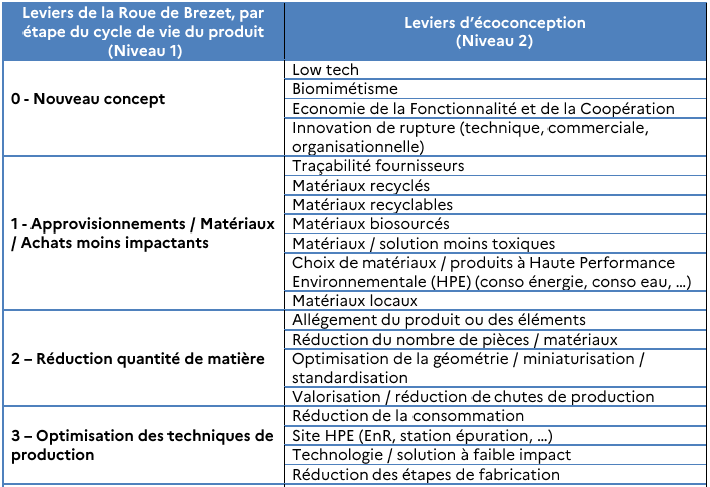 Leviers de la Roue de Brezet, par
étape du cycle de vie du produit
(Niveau 1)
Leviers d'écoconception
(Niveau 2)
0 - Nouveau concept
Low tech
Biomimétisme
Economie de la Fonctionnalité et de la Coopération
Innovation de rupture (technique, commerciale,
organisationnelle)
1 - Approvisionnements / Matériaux
/ Achats moins impactants
Traçabilité fournisseurs
Matériaux recyclés
Matériaux recyclables
Matériaux biosourcés
Matériaux / solution moins toxiques
Choix de matériaux / produits à Haute Performance
Environnementale (HPE) (conso énergie, conso eau, …)
Matériaux locaux
2 – Réduction quantité de matière
Allégement du produit ou des éléments
Réduction du nombre de pièces / matériaux
Optimisation de la géométrie / miniaturisation /
standardisation
Valorisation / réduction de chutes de production
3 – Optimisation des techniques de
production
Réduction de la consommation
Site HPE (EnR, station épuration, …)
Technologie / solution à faible impact
Réduction des étapes de fabrication